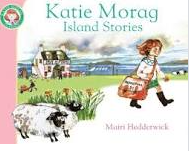 Katie Morag
Island Stories
Mairi Hedderwick